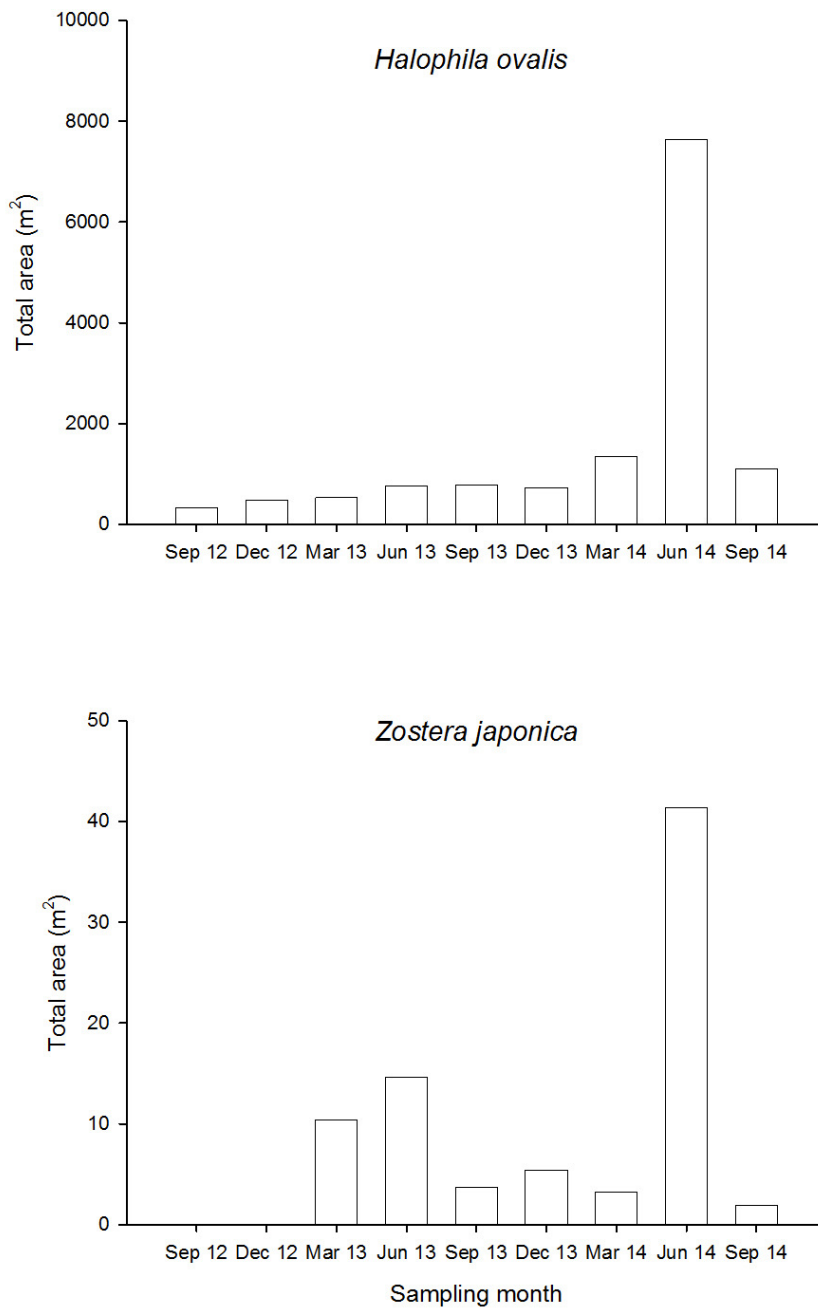 Halophila ovalis
Total area (m²)
10000
8000
6000
4000
2000
0
Sep 12 Dec 12 Mar 13 Jun 13 Sep 13 Dec 13 Mar 14 Jun 14 Sep 14
Zostera japonica
Total area (m²)
50
40
30
20
10
0
Sep 12 Dec 12 Mar 13 Jun 13 Sep 13 Dec 13 Mar 14 Jun 14 Sep 14
Sampling month